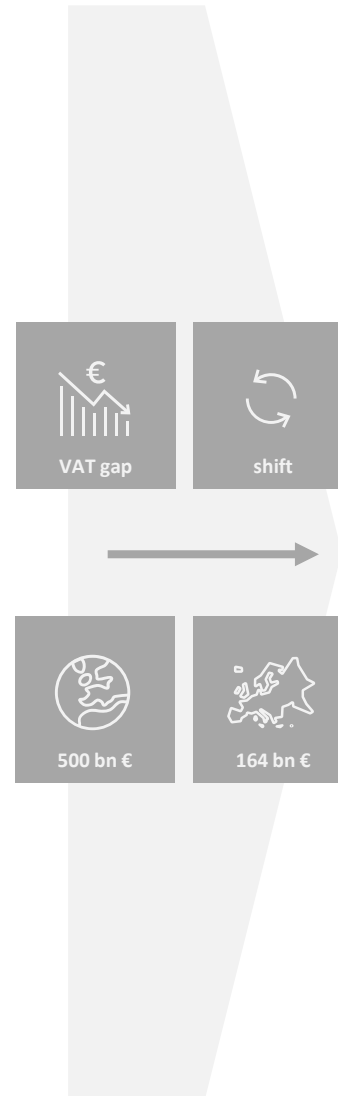 €
VAT gap
shift
500 bn €
164 bn €